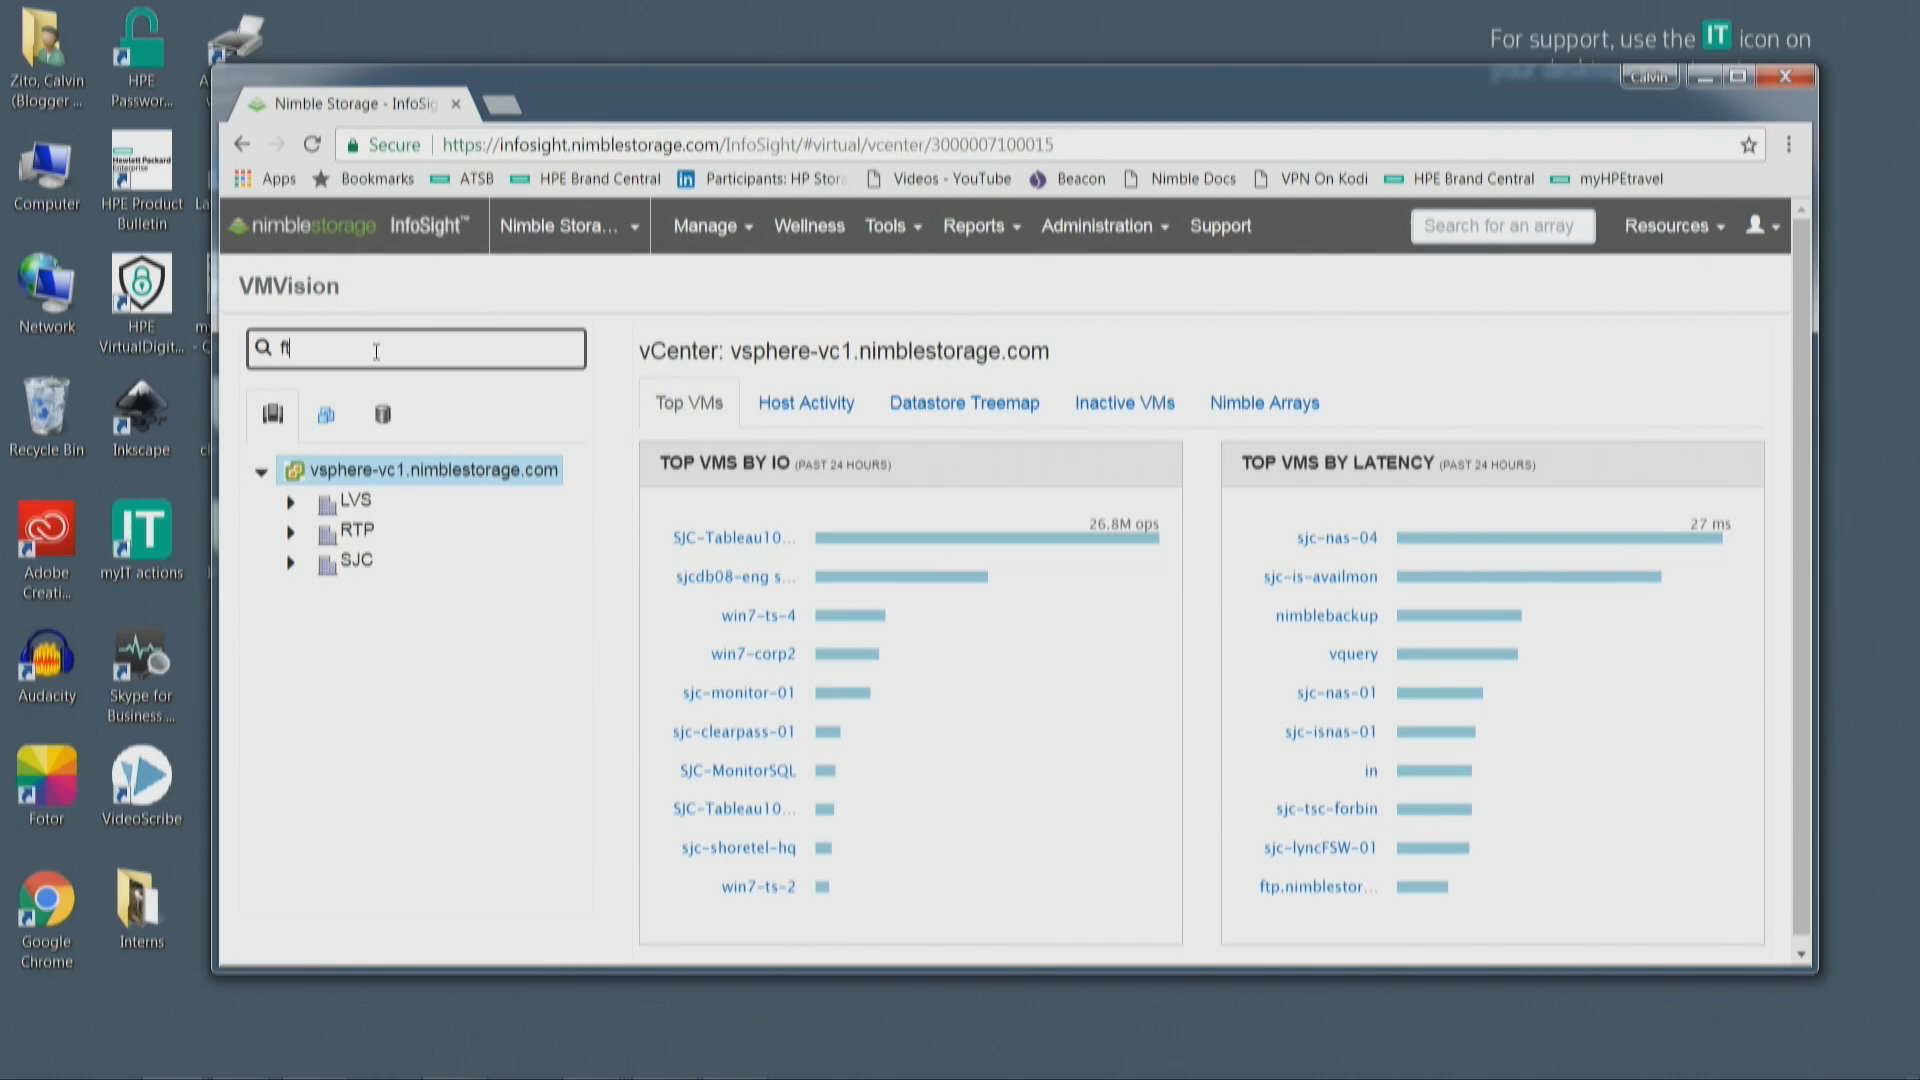 For support, use the IT icon on
Zito, Calvin
(Blogger ...
HPE
Passwor...
Computer
Hewlett Packard
Enterprise
HPE Product
Bulletin
Network
HPE
VirtualDigit...
Recycle Bin
Inkscape
Adobe
Creati...
IT
myIT actions
Audacity
Skype for
Business ...
Fotor
VideoScribe
Google
Chrome
Interns
Calvin
Nimble Storage - InfoSig
Secure https://infosight.nimblestorage.com/InfoSight/#virtual/vcenter/3000007100015
Apps Bookmarks ATSB HPE Brand Central in Participants: HP Stor Videos - YouTube Beacon Nimble Docs VPN On Kodi HPE Brand Central myHPEtravel
nimblestorage InfoSight™ Nimble Stora... Manage Wellness Tools Reports Administration Support Search for an array Resources
VMVision
ft
vsphere-vc1.nimblestorage.com
LVS
RTP
SJC
vCenter: vsphere-vc1.nimblestorage.com
Top VMs Host Activity Datastore Treemap Inactive VMs Nimble Arrays
TOP VMS BY IO (PAST 24 HOURS)
26.8M ops
SJC-Tableau10...
sjcdb08-eng s...
win7-ts-4
win7-corp2
sjc-monitor-01
sjc-clearpass-01
SJC-MonitorSQL
SJC-Tableau10...
sjc-shoretel-hq
win7-ts-2
TOP VMS BY LATENCY (PAST 24 HOURS)
27 ms
sjc-nas-04
sjc-is-availmon
nimblebackup
vquery
sjc-nas-01
sjc-isnas-01
in
sjc-tsc-forbin
sjc-lyncFSW-01
ftp.nimblestor...